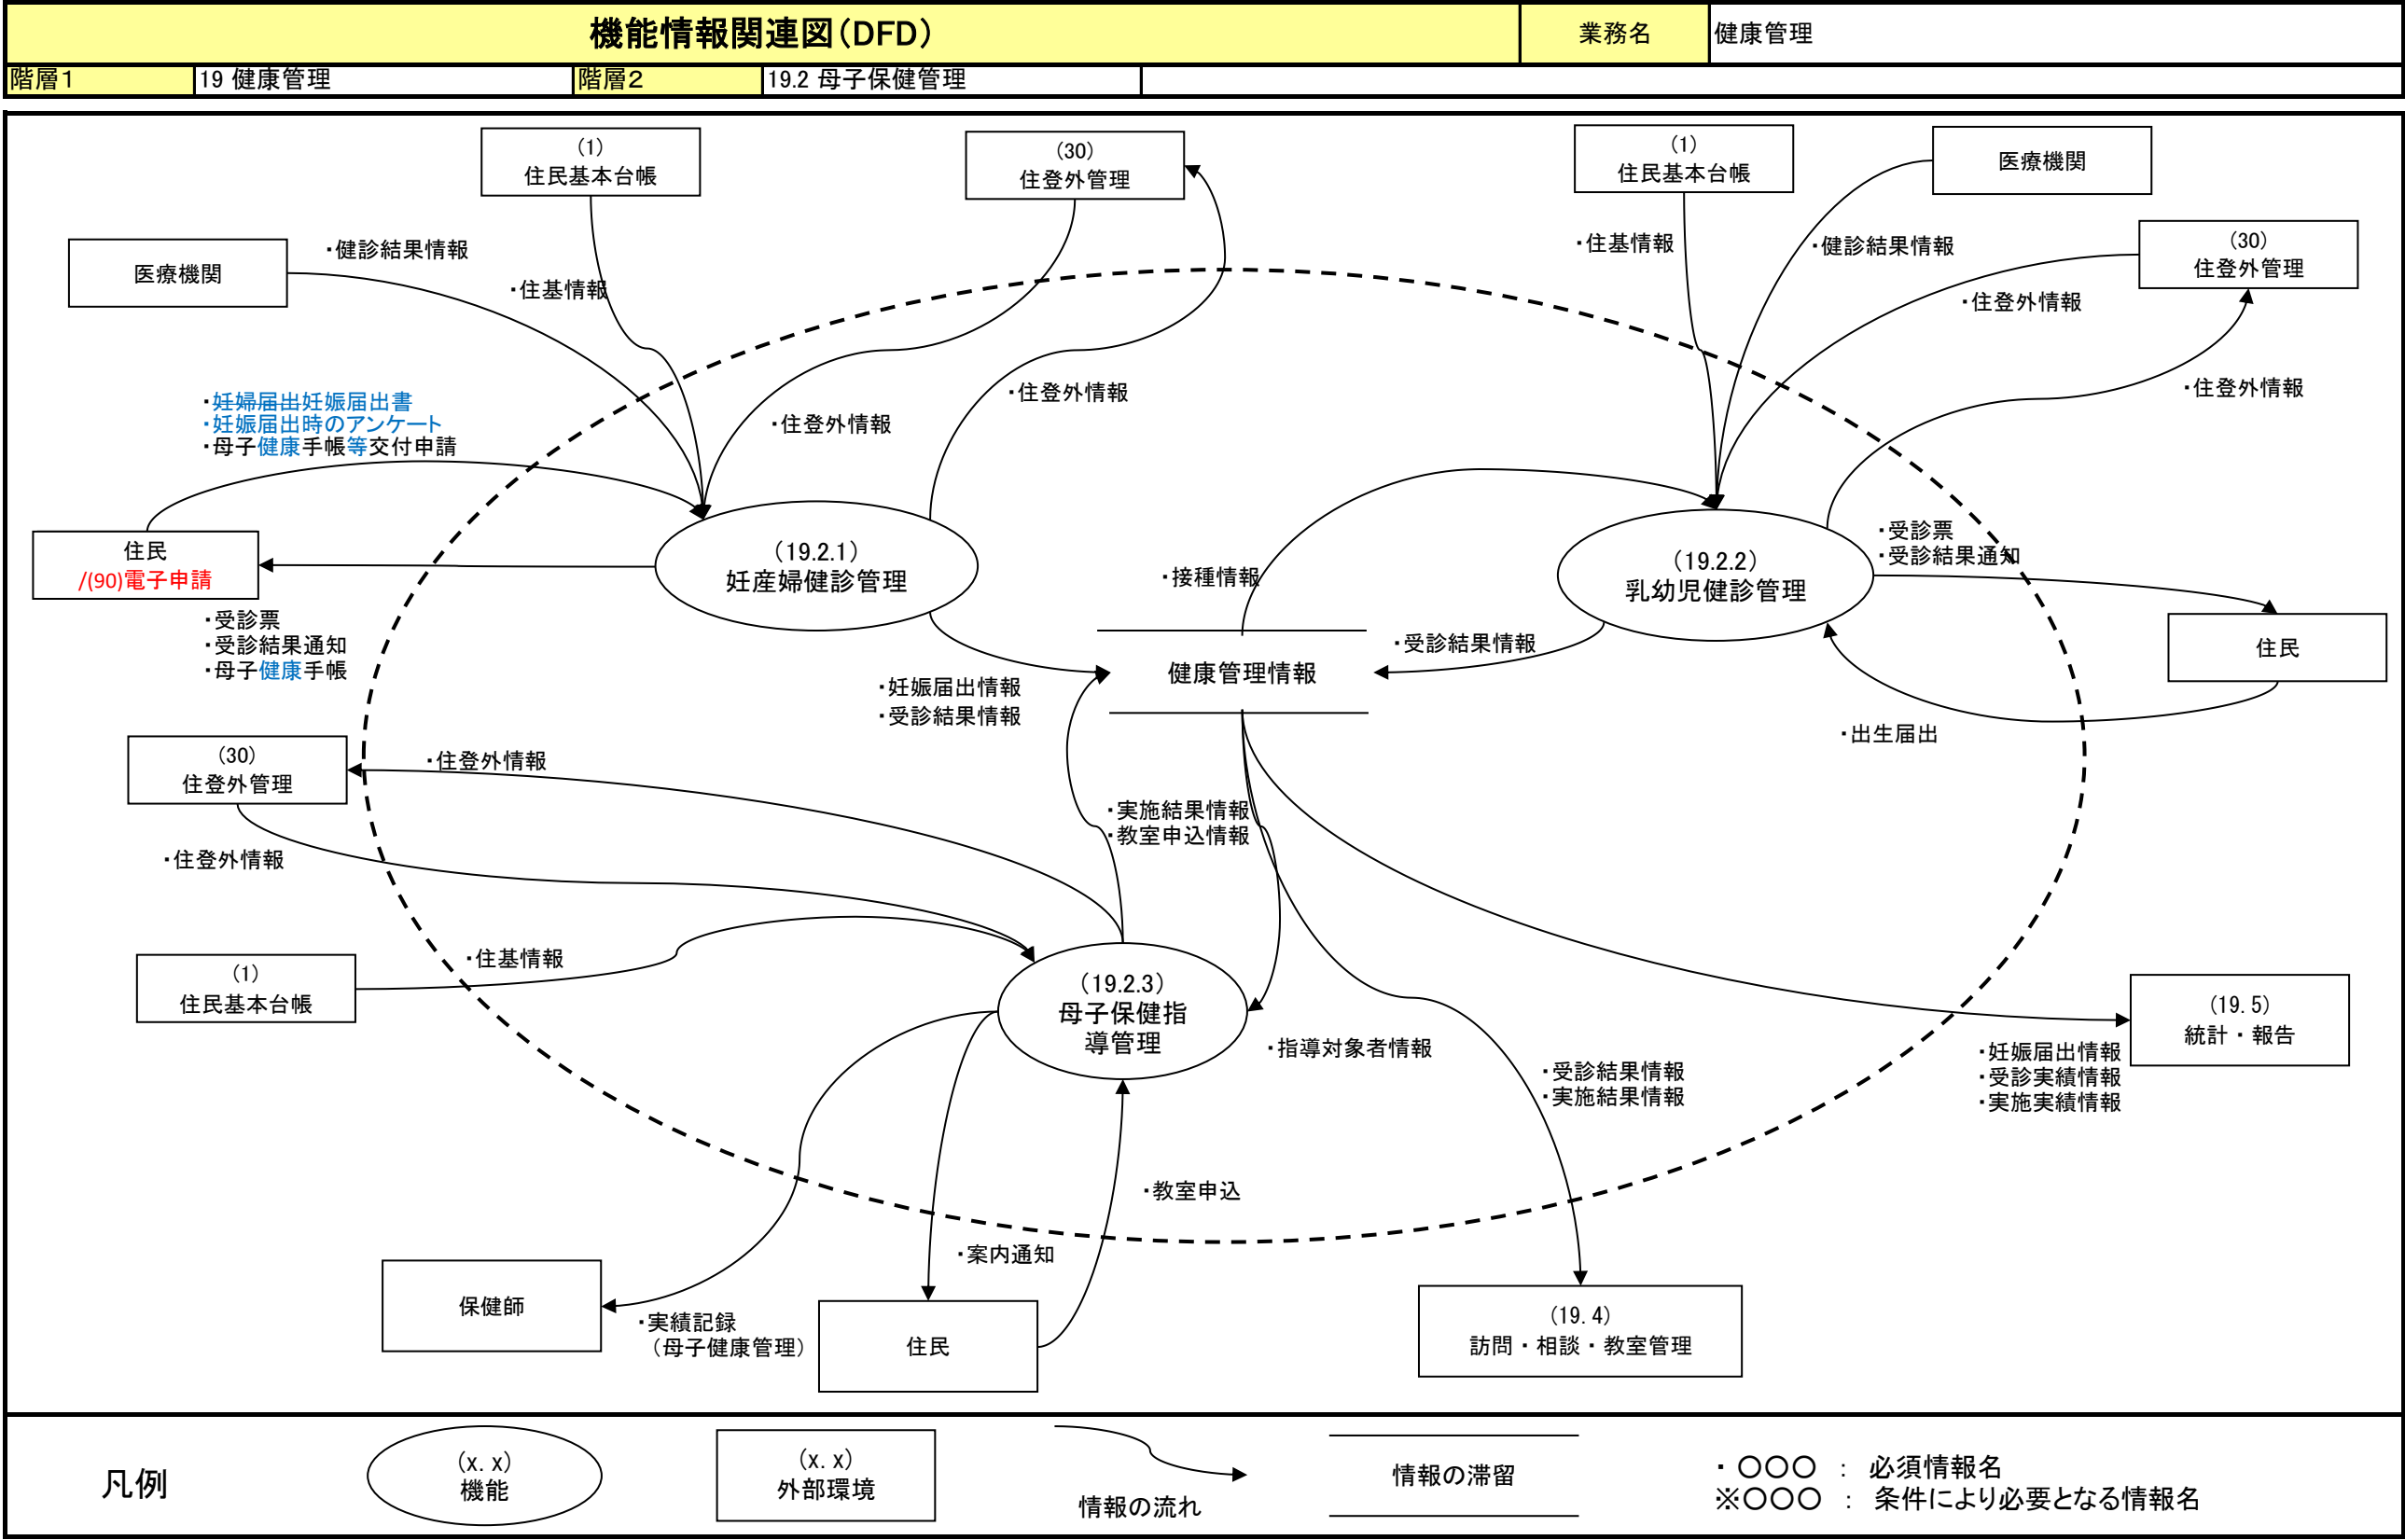 機能情報関連図（DFD）
業務名
健康管理
階層１
19 健康管理
階層２
19.2 母子保健管理
（1）
住民基本台帳
（30）
住登外管理
（1）
住民基本台帳
医療機関
（30）
住登外管理
医療機関
・健診結果情報
・住基情報
・住基情報
・健診結果情報
・住登外情報
・住登外情報
・住登外情報
・住登外情報
・妊婦届出妊娠届出書
・妊娠届出時のアンケート
・母子健康手帳等交付申請
住民
/(90)電子申請
（19.2.1）
妊産婦健診管理
（19.2.2）
乳幼児健診管理
・受診票
・受診結果通知
・接種情報
・受診票
・受診結果通知
・母子健康手帳
・受診結果情報
健康管理情報
住民
・妊娠届出情報
・受診結果情報
・出生届出
（30）
住登外管理
・住登外情報
・住登外情報
・実施結果情報
・教室申込情報
（1）
住民基本台帳
・住基情報
（19.2.3）
母子保健指
導管理
・指導対象者情報
・受診結果情報
・実施結果情報
（19.5）
統計・報告
・妊娠届出情報
・受診実績情報
・実施実績情報
・教室申込
・案内通知
保健師
・実績記録
（母子健康管理）
住民
（19.4）
訪問・相談・教室管理
凡例
（x.x）
機能
（x.x）
外部環境
情報の流れ
情報の滞留
・ 〇〇〇 ： 必須情報名
※〇〇〇 ： 条件により必要となる情報名